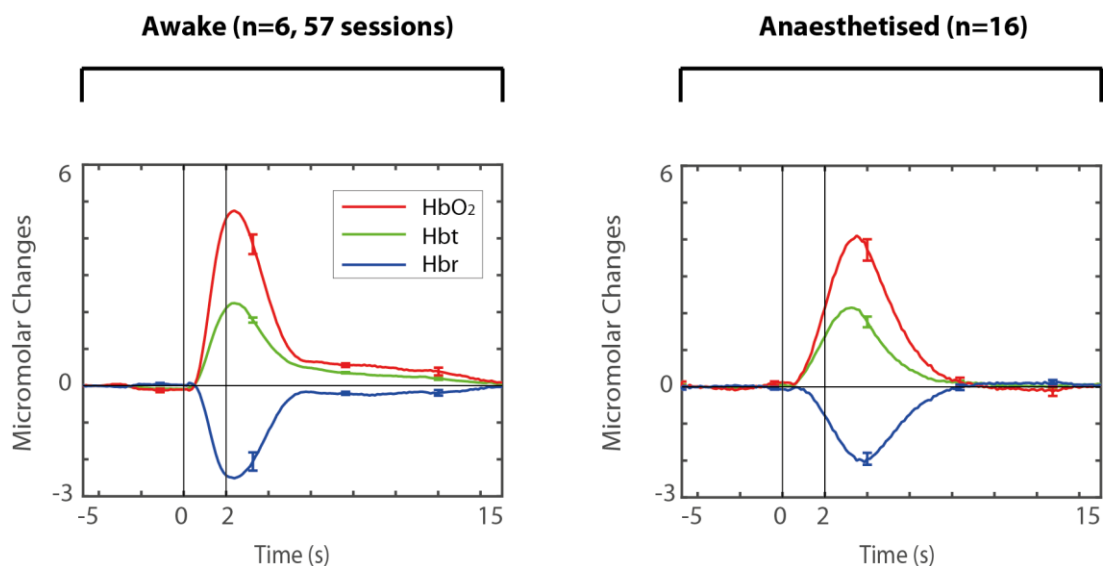 Awake (n=6, 57 sessions)
Anaesthetised (n=16)
6
0
-3
Micromolar Changes
HbO₂
Hbt
Hbr
-5
0
2
15
Time (s)
6
0
-3
Micromolar Changes
-5
0
2
15
Time (s)